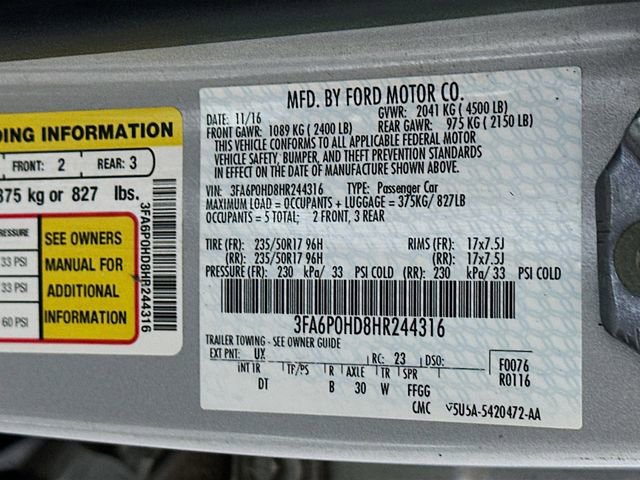 DING INFORMATION
FRONT: 2 REAR: 3
375 kg or 827 lbs.
PRESSURE
33 PSI
33 PSI
60 PSI
SEE OWNERS
MANUAL FOR
ADDITIONAL
INFORMATION
3FA6P0HD8HR244316
MFD. BY FORD MOTOR CO.
DATE: 11/16 GVWR: 2041 KG ( 4500 LB)
FRONT GAWR: 1089 KG ( 2400 LB) REAR GAWR: 975 KG ( 2150 LB)
THIS VEHICLE CONFORMS TO ALL APPLICABLE FEDERAL MOTOR
VEHICLE SAFETY, BUMPER, AND THEFT PREVENTION STANDARDS
IN EFFECT ON THE DATE OF MANUFACTURE SHOWN ABOVE.
VIN: 3FA6P0HD8HR244316 TYPE: Passenger Car
MAXIMUM LOAD = OCCUPANTS + LUGGAGE = 375KG/ 827LB
OCCUPANTS = 5 TOTAL; 2 FRONT, 3 REAR
TIRE (FR): 235/50R17 96H RIMS (FR): 17x7.5J
(RR): 235/50R17 96H (RR): 17x7.5J
PRESSURE (FR): 230 kPa/ 33 PSI COLD (RR): 230 kPa/ 33 PSI COLD
3FA6P0HD8HR244316
TRAILER TOWING - SEE OWNER GUIDE
EXT PNT: UX RC: 23 DSO: F0076
INT TR TP/PS R AXLE TR SPR R0116
DT B 30 W FFGG
CMC 5U5A-5420472-AA